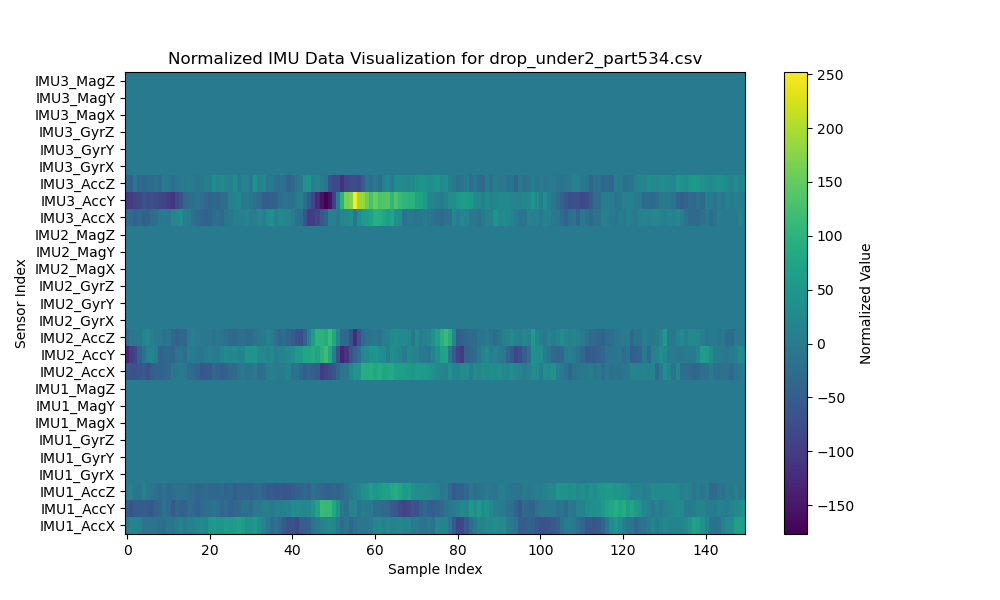 Normalized IMU Data Visualization for drop_under2_part534.csv
IMU3_MagZ
IMU3_MagY
IMU3_MagX
IMU3_GyrZ
IMU3_GyrY
IMU3_GyrX
IMU3_AccZ
IMU3_AccY
IMU3_AccX
IMU2_MagZ
IMU2_MagY
IMU2_MagX
IMU2_GyrZ
IMU2_GyrY
IMU2_GyrX
IMU2_AccZ
IMU2_AccY
IMU2_AccX
IMU1_MagZ
IMU1_MagY
IMU1_MagX
IMU1_GyrZ
IMU1_GyrY
IMU1_GyrX
IMU1_AccZ
IMU1_AccY
IMU1_AccX
Sensor Index
0 20 40 60 80 100 120 140
Sample Index
250
200
150
100
50
0
−50
−100
−150
Normalized Value